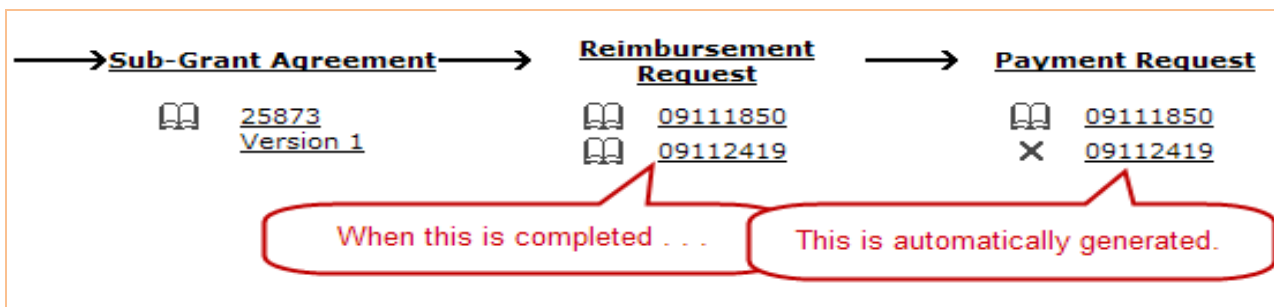 Sub-Grant Agreement
Reimbursement
Request
Payment Request
25873
Version 1
09111850
09112419
09111850
09112419
When this is completed . . .
This is automatically generated.